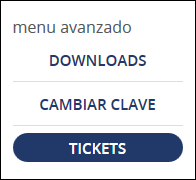 menu avanzado
DOWNLOADS
CAMBIAR CLAVE
TICKETS